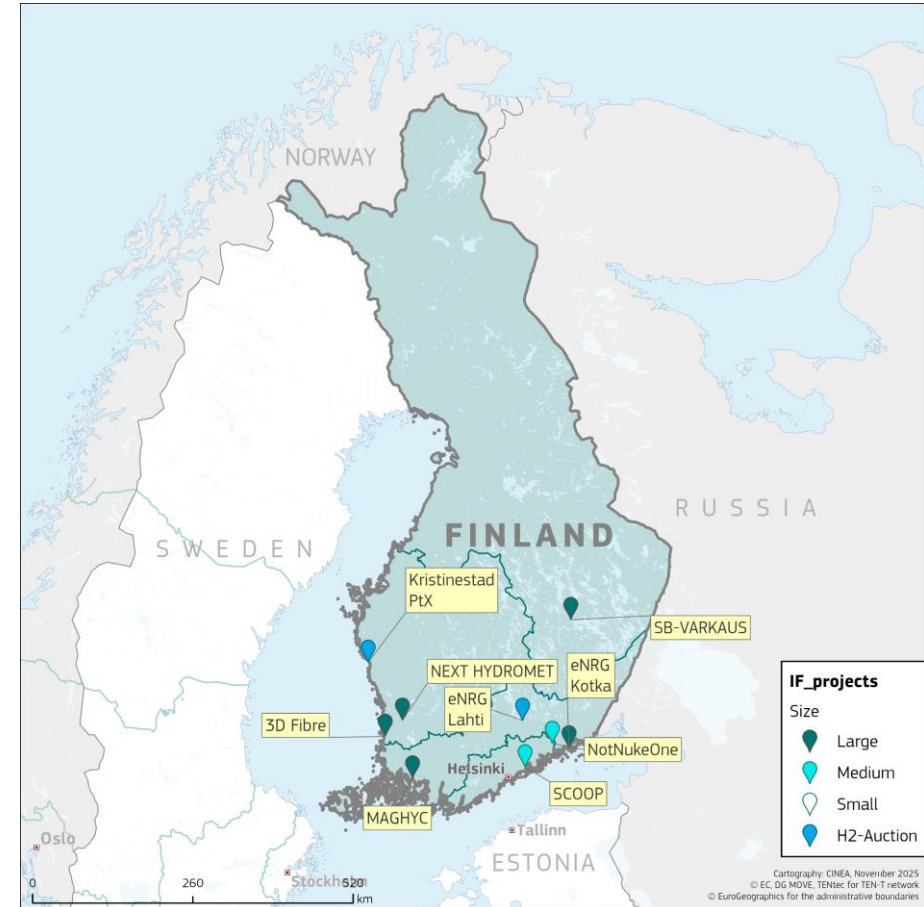 NORWAY
SWEDEN
FINLAND
RUSSIA
Kristinestad
PtX
SB-VARKAUS
NEXT HYDROMET
eNRG
Kotka
eNRG
Lahti
3D Fibre
NotNukeOne
Helsinki
SCOOP
MAGHYC
Oslo
Tallinn
ESTONIA
Stockholm
0
260
520
km
IF_projects
Size
Large
Medium
Small
H2-Auction
Cartography: CINEA, November 2025
© EC, DG MOVE, TENtec for TEN-T network
© EuroGeographics for the administrative boundaries